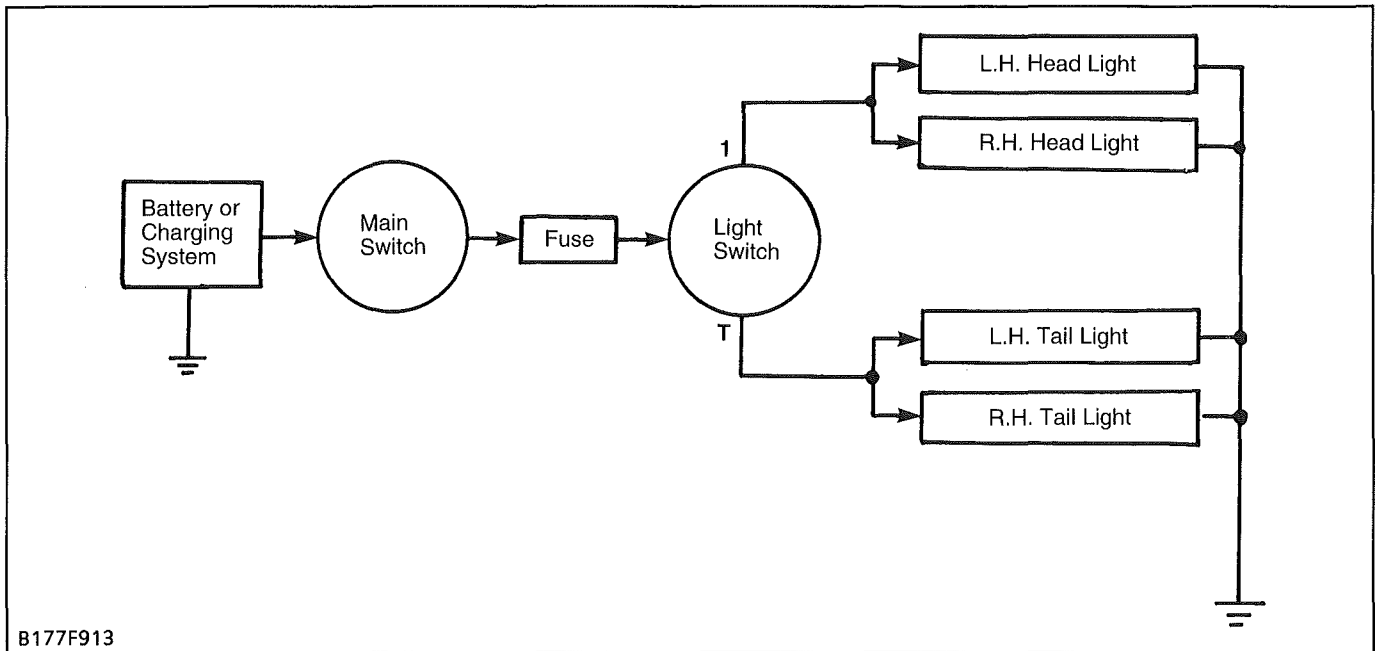 L.H. Head Light
R.H. Head Light
1
Battery or
Charging
System
Main
Switch
Fuse
Light
Switch
T
L.H. Tail Light
R.H. Tail Light
B177F913